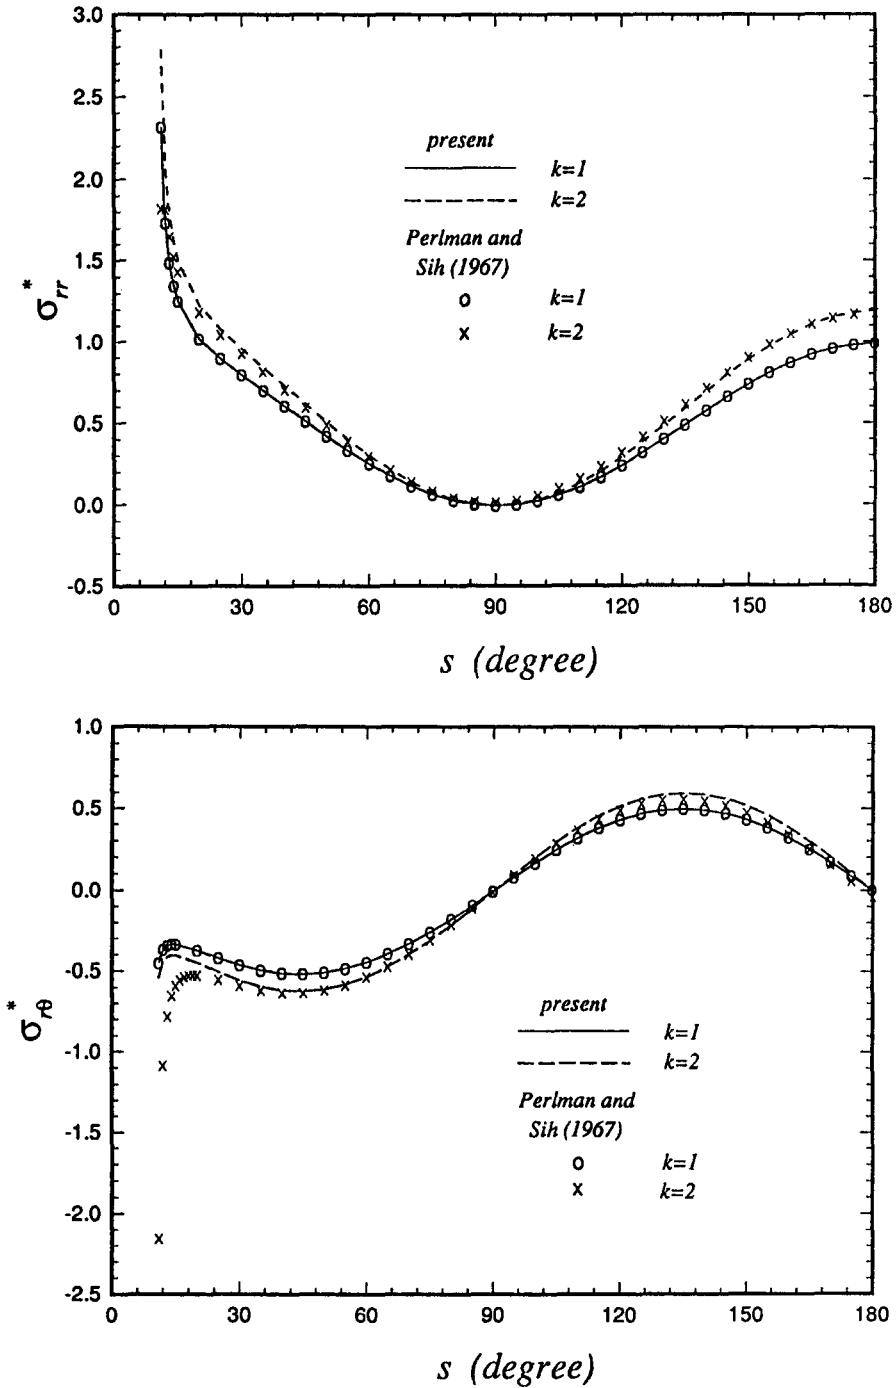 3.0
2.5
2.0
1.5
1.0
0.5
0.0
-0.5
σ*rr
present
k=1
k=2
Perlman and
Sih (1967)
k=1
k=2
0 30 60 90 120 150 180
s (degree)
1.0
0.5
0.0
-0.5
-1.0
-1.5
-2.0
-2.5
σ*rθ
present
k=1
k=2
Perlman and
Sih (1967)
k=1
k=2
0 30 60 90 120 150 180
s (degree)